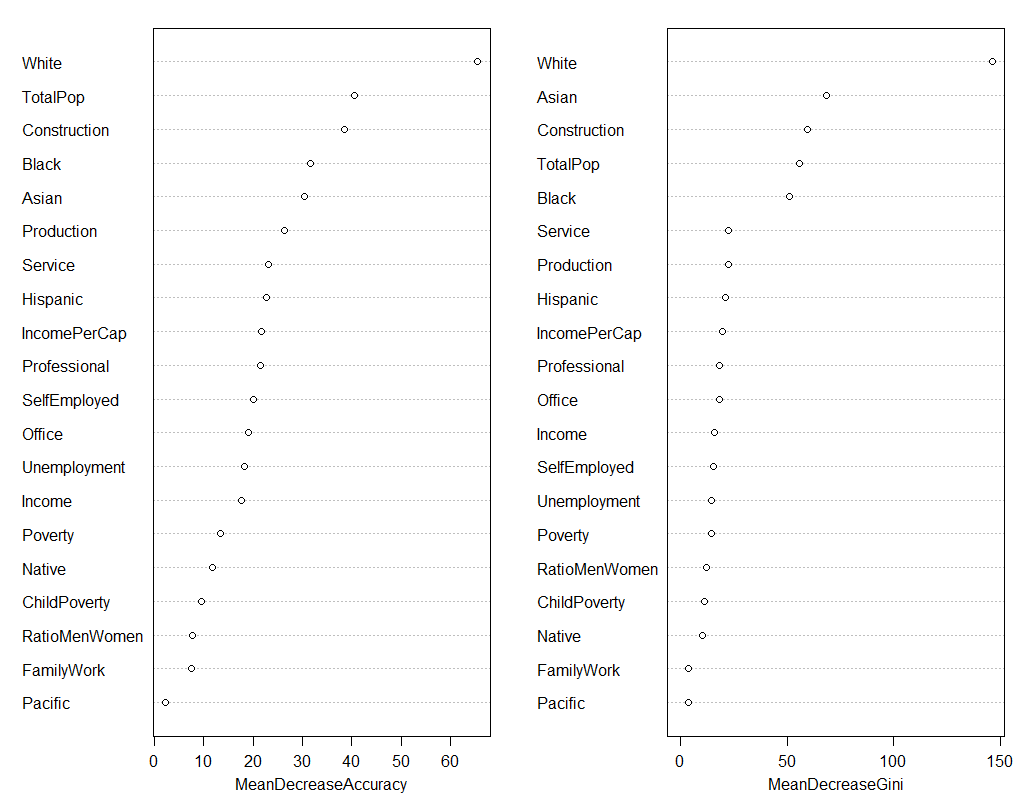 White
TotalPop
Construction
Black
Asian
Production
Service
Hispanic
IncomePerCap
Professional
SelfEmployed
Office
Unemployment
Income
Poverty
Native
ChildPoverty
RatioMenWomen
FamilyWork
Pacific
0 10 20 30 40 50 60
MeanDecreaseAccuracy
White
Asian
Construction
TotalPop
Black
Service
Production
Hispanic
IncomePerCap
Professional
Office
Income
SelfEmployed
Unemployment
Poverty
RatioMenWomen
ChildPoverty
Native
FamilyWork
Pacific
0 50 100 150
MeanDecreaseGini